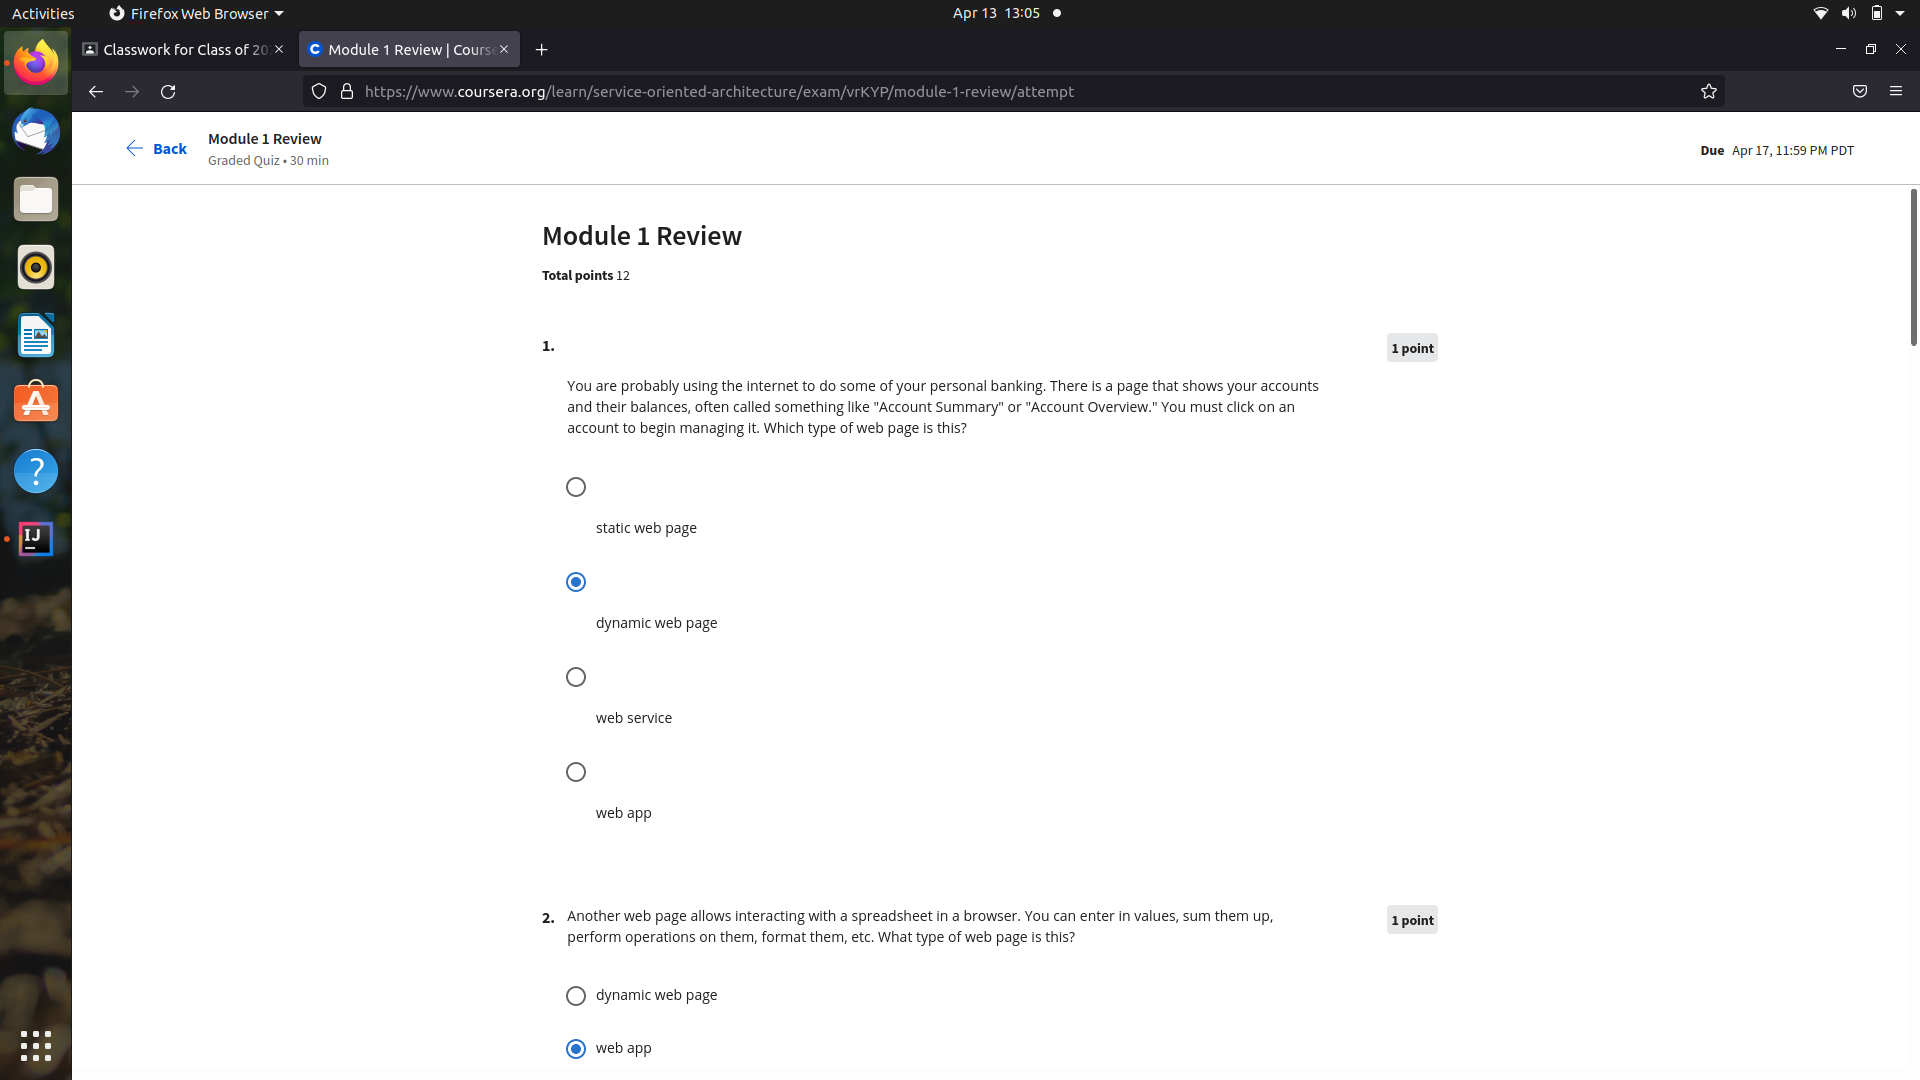 Activities
Firefox Web Browser
Apr 13 13:05
Classwork for Class of 20
Module 1 Review | Cours
https://www.coursera.org/learn/service-oriented-architecture/exam/vrKYP/module-1-review/attempt
Back
Module 1 Review
Graded Quiz • 30 min
Due Apr 17, 11:59 PM PDT
Module 1 Review
Total points 12
1.
1 point
You are probably using the internet to do some of your personal banking. There is a page that shows your accounts
and their balances, often called something like "Account Summary" or "Account Overview." You must click on an
account to begin managing it. Which type of web page is this?
static web page
dynamic web page
web service
web app
2. Another web page allows interacting with a spreadsheet in a browser. You can enter in values, sum them up,
perform operations on them, format them, etc. What type of web page is this?
1 point
dynamic web page
web app